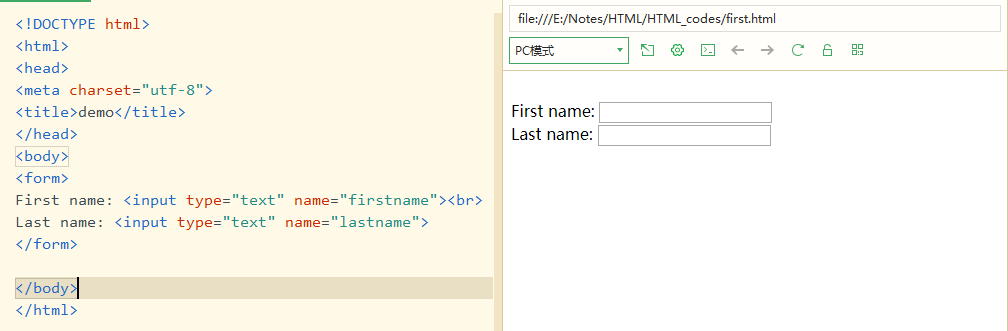 <!DOCTYPE html>
<html>
<head>
<meta charset="utf-8">
<title>demo</title>
</head>
<body>
<form>
First name: <input type="text" name="firstname"><br>
Last name: <input type="text" name="lastname">
</form>
</body>
</html>
file:///E:/Notes/HTML/HTML_codes/first.html
PC模式
First name:
Last name: